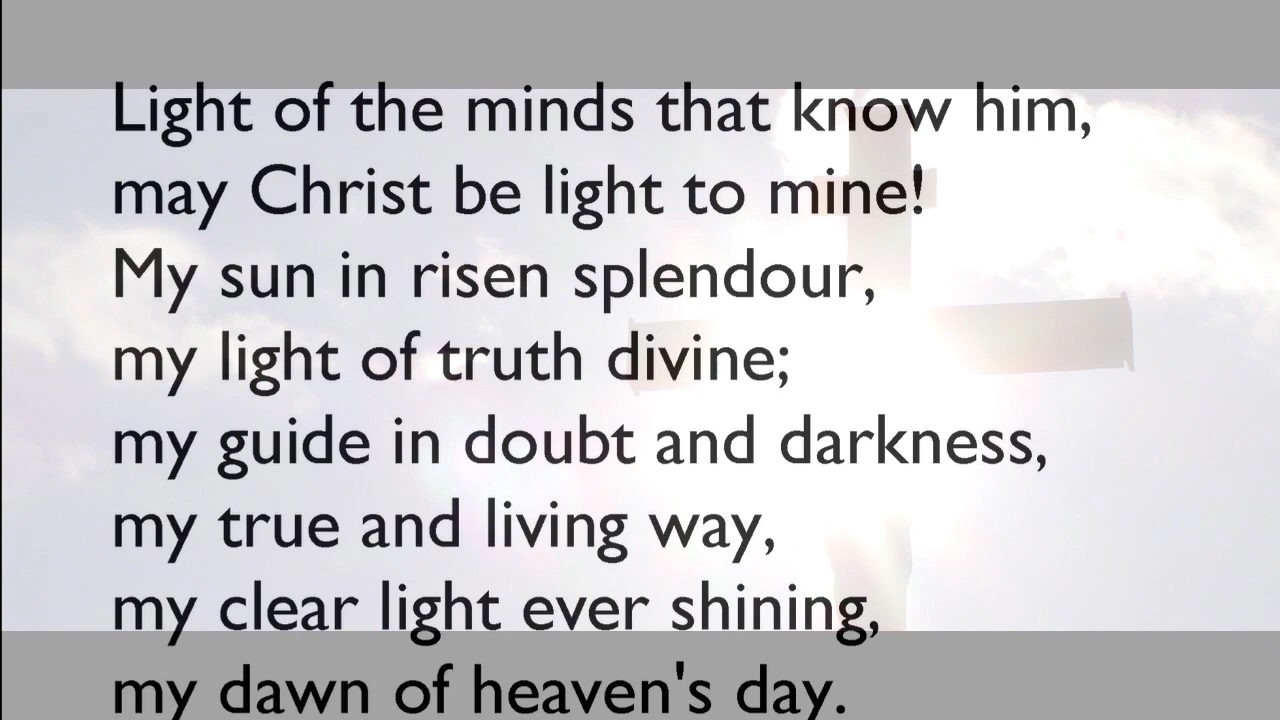 Light of the minds that know him,
may Christ be light to mine!
My sun in risen splendour,
my light of truth divine;
my guide in doubt and darkness,
my true and living way,
my clear light ever shining,
my dawn of heaven's day.